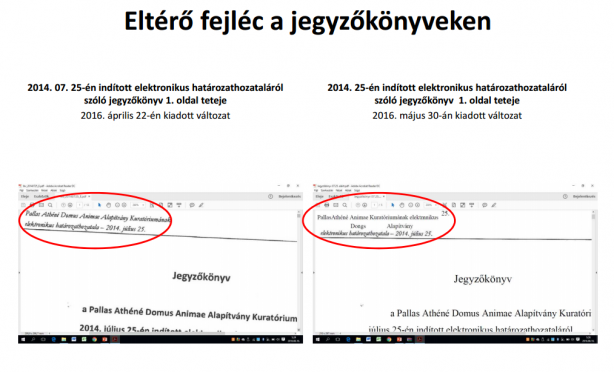 Eltérő fejléc a jegyzőkönyveken
2014. 07. 25-én indított elektronikus határozathozataláról
szóló jegyzőkönyv 1. oldal teteje
2016. április 22-én kiadott változat
Pallas Athéné Domus Animae Alapítvány Kuratóriumának
elektronikus határozathozatala – 2014. július 25.
Jegyzőkönyv
a Pallas Athéné Domus Animae Alapítvány Kuratórium
2014. július 25-én indított elektronikus
2014. 25-én indított elektronikus határozathozataláról
szóló jegyzőkönyv 1. oldal teteje
2016. május 30-án kiadott változat
PallasAthéné Animae Kuratóriumának elektronikus 25.
Alapítvány
elektronikus határozathozatala – 2014. július 25.
Jegyzőkönyv
a Pallas Athéné Domus Animae Alapítvány Kuratóri
július 25-én indított elektronikus határozathozataláról